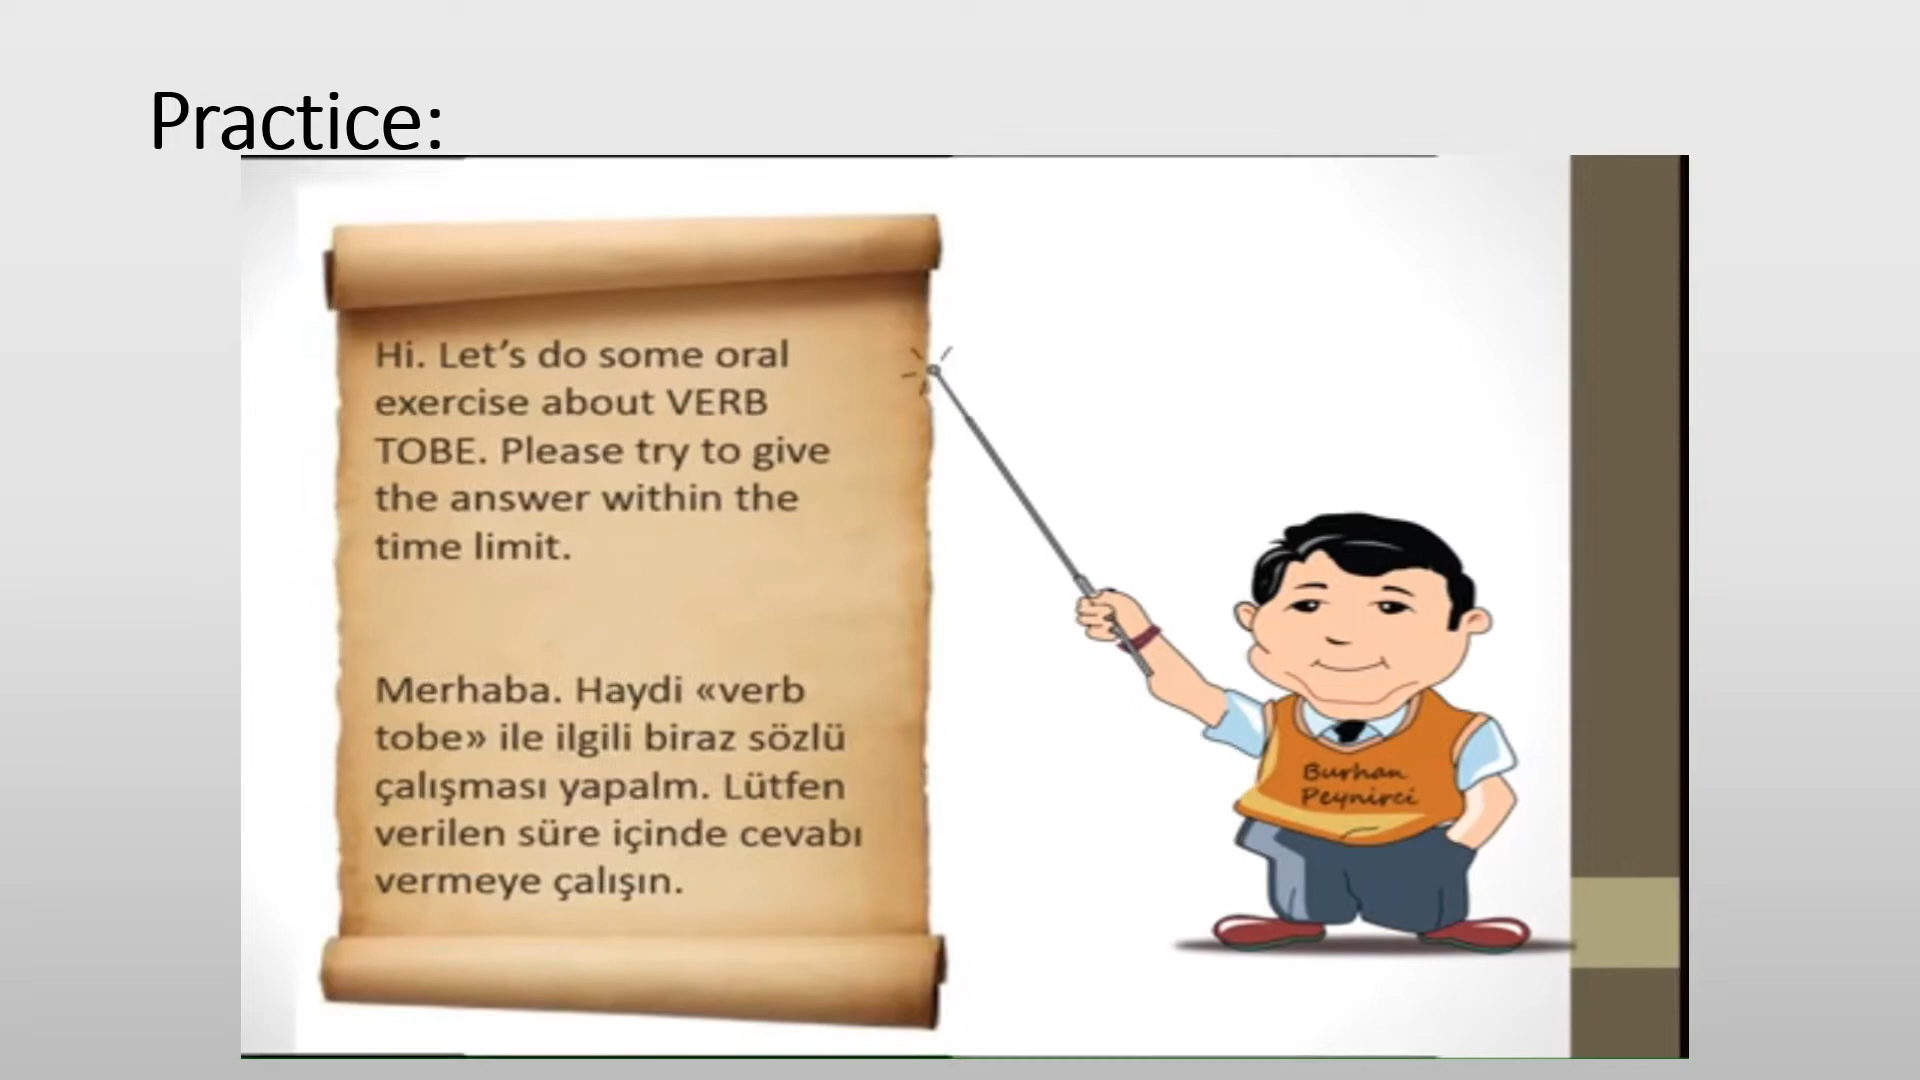 Practice:
Hi. Let’s do some oral
exercise about VERB
TOBE. Please try to give
the answer within the
time limit.
Merhaba. Haydi «verb
tobe» ile ilgili biraz sözlü
çalışması yapalm. Lütfen
verilen süre içinde cevabı
vermeye çalışın.
Burhan
Peynirci